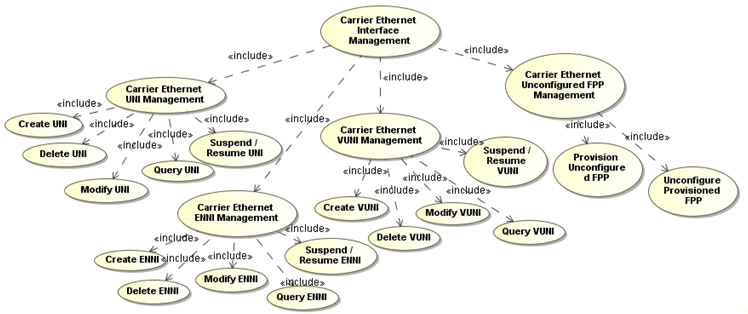 Carrier Ethernet
Interface
Management
«include»
«include»
«include»
«include»
Carrier Ethernet
UNI Management
Carrier Ethernet
Unconfigured FPP
Management
«include»
«include»
«include»
«include»
«include»
Create UNI
Delete UNI
Modify UNI
Query UNI
Suspend /
Resume UNI
Carrier Ethernet
VUNI Management
«include»
«include»
«include»
«include»
«include»
Suspend /
Resume
VUNI
Create VUNI
Delete VUNI
Modify VUNI
Query VUNI
«include»
«include»
Provision
Unconfigure
d FPP
Unconfigure
Provisioned
FPP
Carrier Ethernet
ENNI Management
«include»
«include»
«include»
«include»
«include»
Create ENNI
Delete ENNI
Modify ENNI
Query ENNI
Suspend /
Resume ENNI